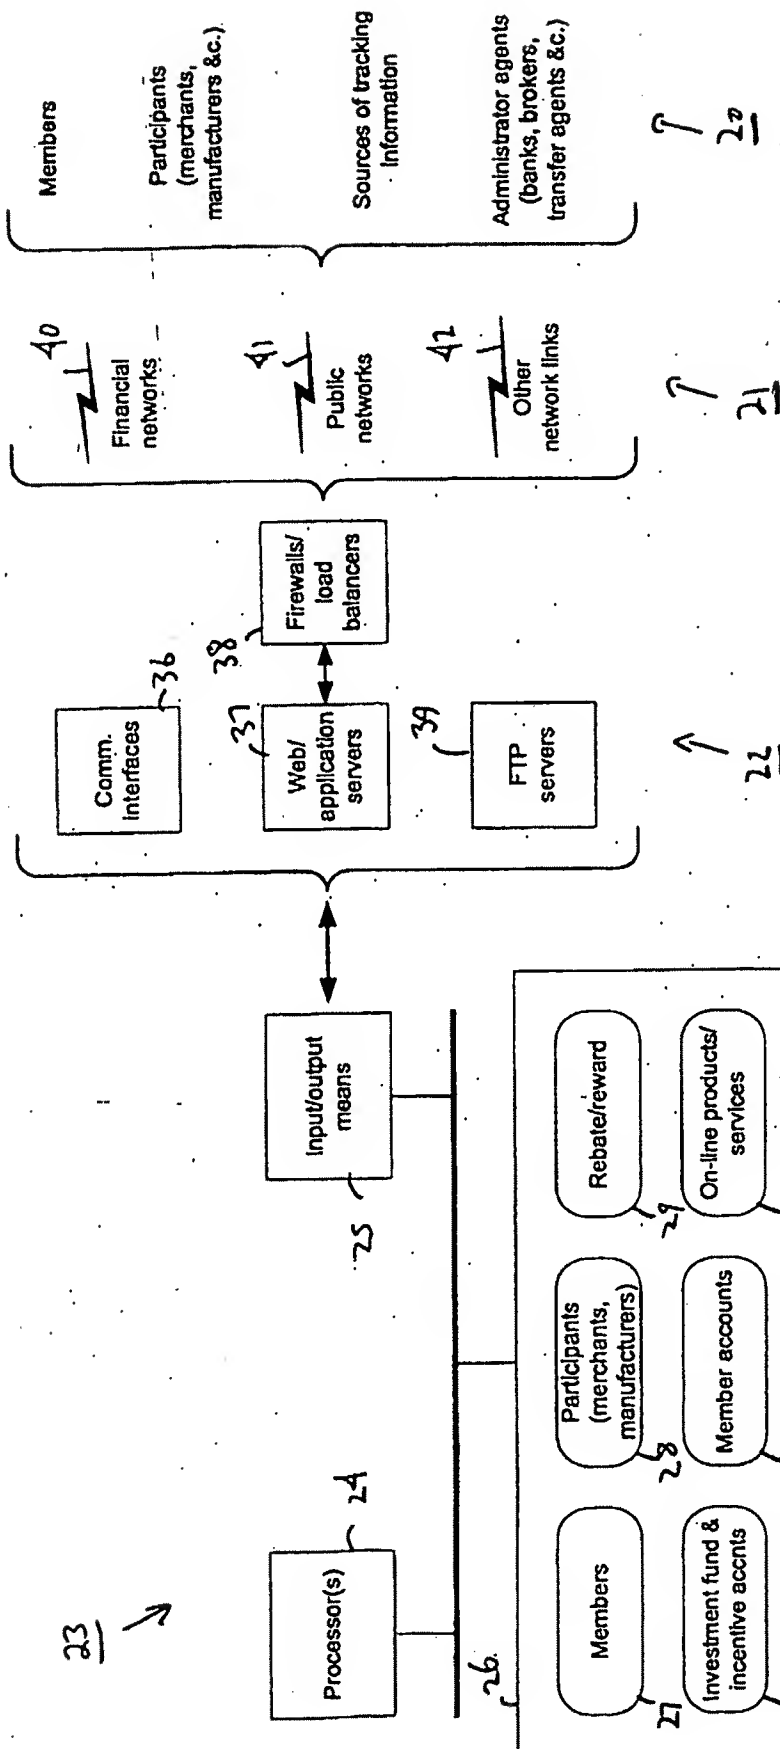 Members
Participants
(merchants,
manufacturers &c.)
Sources of tracking
Information
Administrator agents
(banks, brokers,
transfer agents &c.)
20
40
Financial
networks
41
Public
networks
42
Other
network links
21
Firewalls/
load
balancers
38
Comm.
Interfaces
36
37
Web/
application
servers
39
FTP
servers
22
Input/output
means
25
23
Processor(s)
24
26
Members
27
Participants
(merchants,
manufacturers)
28
Rebate/reward
29
Investment fund &
incentive accnts
Member accounts
On-line products/
services